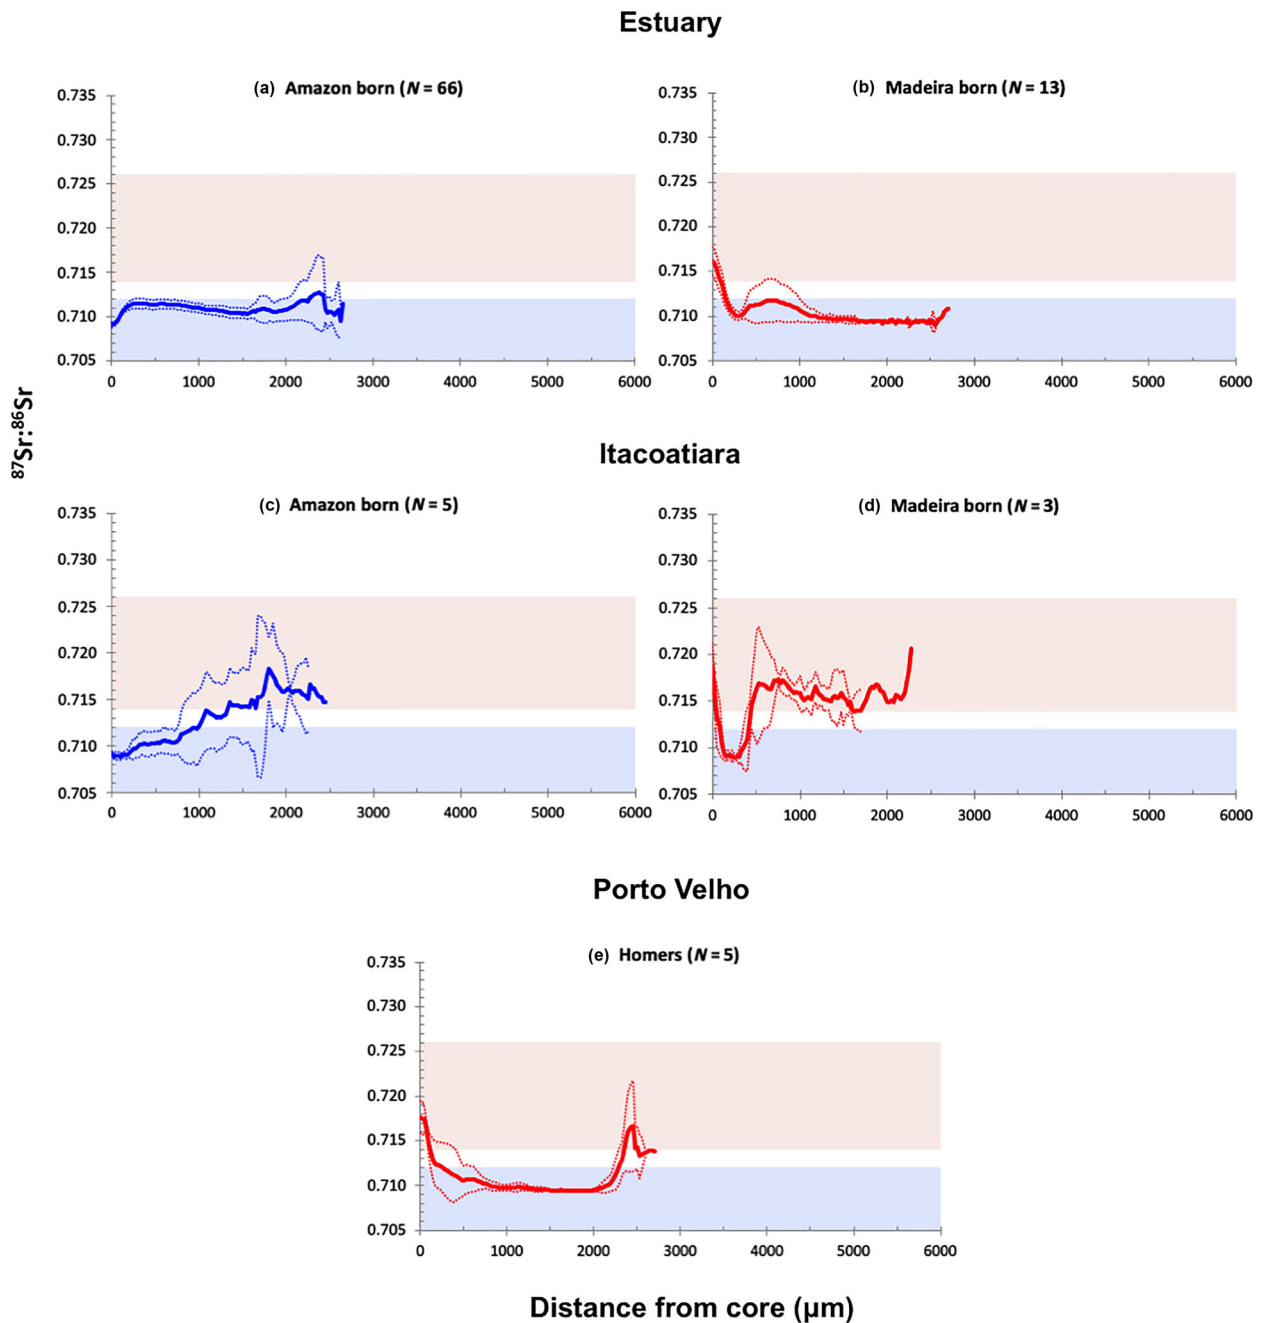 Estuary
(a) Amazon born (N = 66)
(b) Madeira born (N = 13)
0.735
0.730
0.725
0.720
0.715
0.710
0.705
0 1000 2000 3000 4000 5000 6000
0.735
0.730
0.725
0.720
0.715
0.710
0.705
0 1000 2000 3000 4000 5000 6000
87Sr:86Sr
Itacoatiara
(c) Amazon born (N = 5)
(d) Madeira born (N = 3)
0.735
0.730
0.725
0.720
0.715
0.710
0.705
0 1000 2000 3000 4000 5000 6000
0.735
0.730
0.725
0.720
0.715
0.710
0.705
0 1000 2000 3000 4000 5000 6000
Porto Velho
(e) Homers (N = 5)
0.735
0.730
0.725
0.720
0.715
0.710
0.705
0 1000 2000 3000 4000 5000 6000
Distance from core (µm)